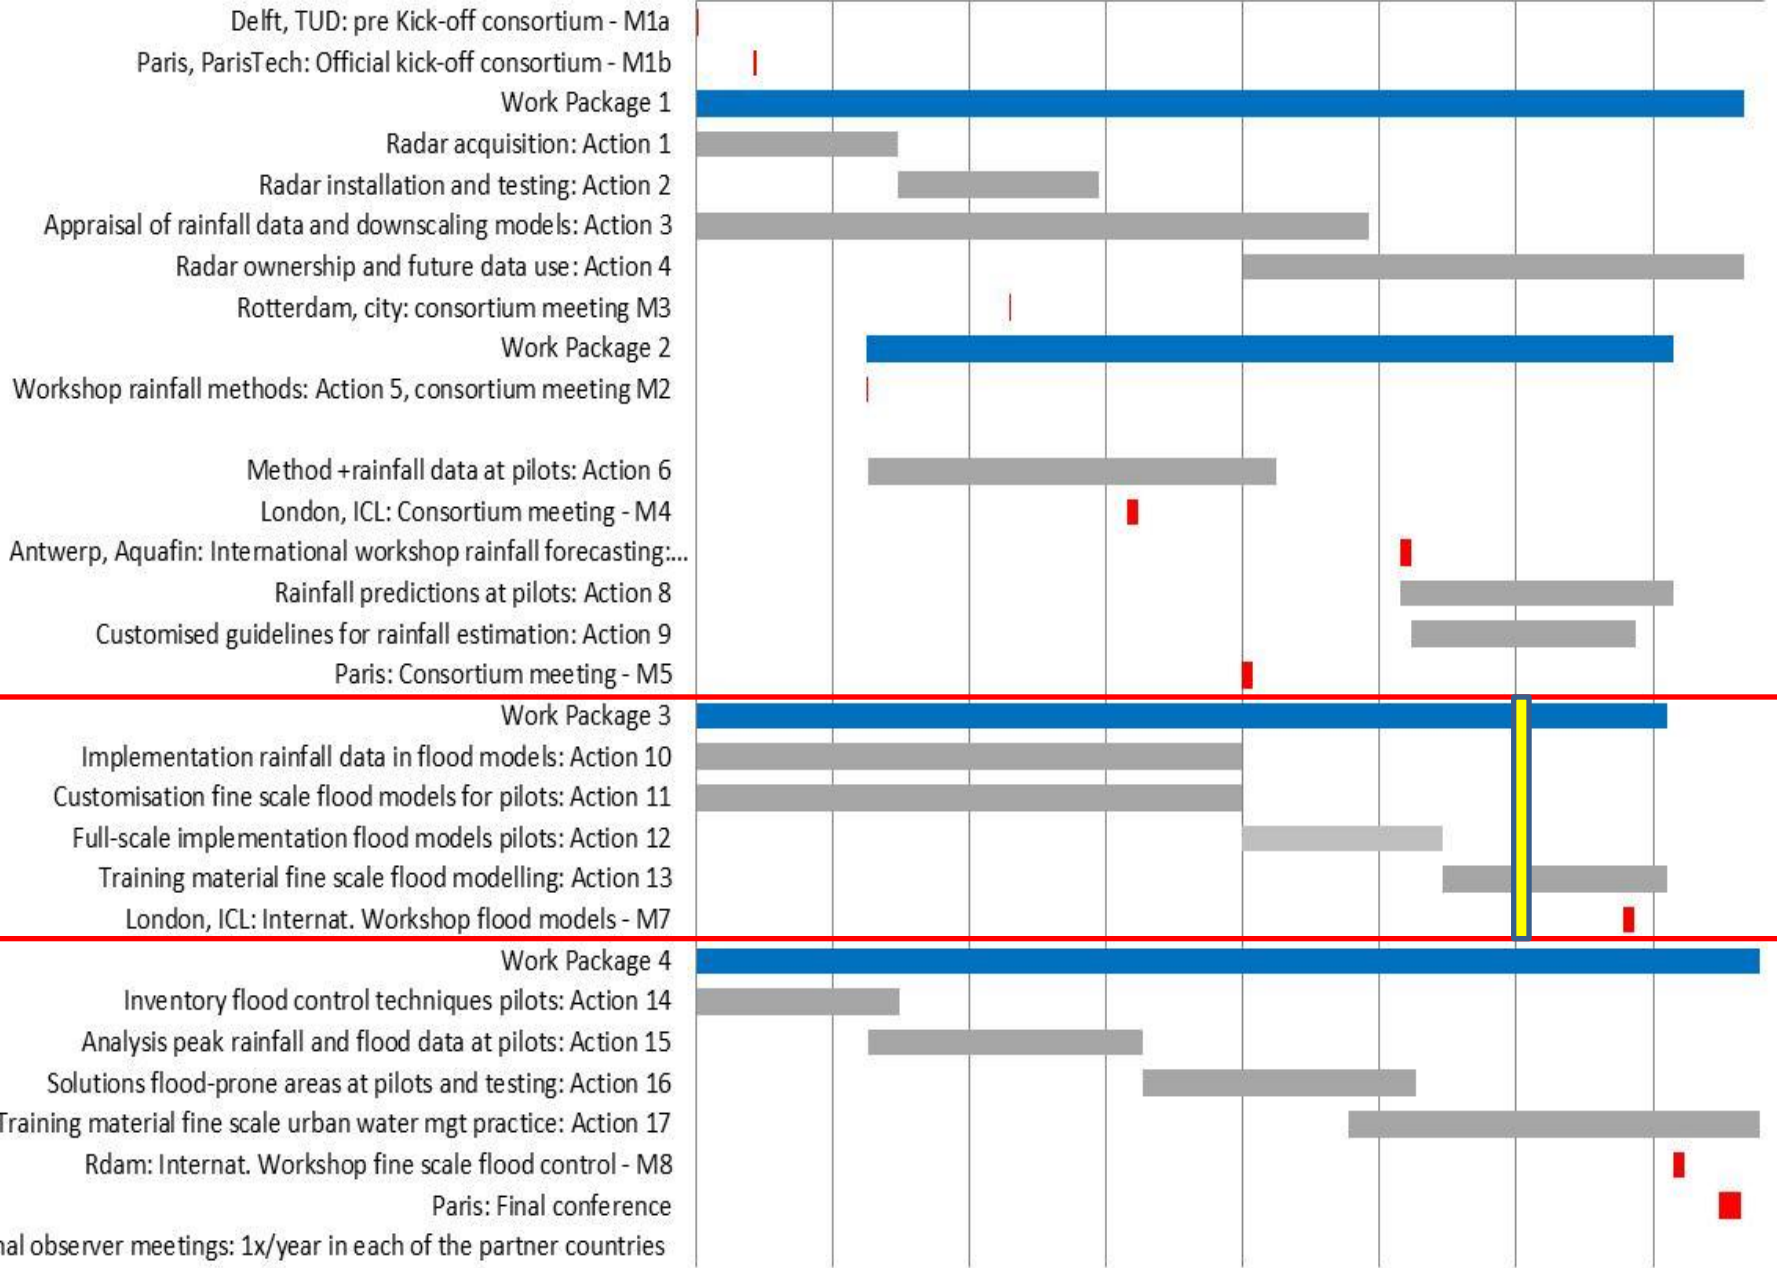 Delft, TUD: pre Kick-off consortium - M1a
Paris, ParisTech: Official kick-off consortium - M1b
Work Package 1
Radar acquisition: Action 1
Radar installation and testing: Action 2
Appraisal of rainfall data and downscaling models: Action 3
Radar ownership and future data use: Action 4
Rotterdam, city: consortium meeting M3
Work Package 2
Workshop rainfall methods: Action 5, consortium meeting M2
Method +rainfall data at pilots: Action 6
London, ICL: Consortium meeting - M4
Antwerp, Aquafin: International workshop rainfall forecasting:...
Rainfall predictions at pilots: Action 8
Customised guidelines for rainfall estimation: Action 9
Paris: Consortium meeting - M5
Work Package 3
Implementation rainfall data in flood models: Action 10
Customisation fine scale flood models for pilots: Action 11
Full-scale implementation flood models pilots: Action 12
Training material fine scale flood modelling: Action 13
London, ICL: Internat. Workshop flood models - M7
Work Package 4
Inventory flood control techniques pilots: Action 14
Analysis peak rainfall and flood data at pilots: Action 15
Solutions flood-prone areas at pilots and testing: Action 16
Training material fine scale urban water mgt practice: Action 17
Rdam: Internat. Workshop fine scale flood control - M8
Paris: Final conference
observer meetings: 1x/year in each of the partner countries